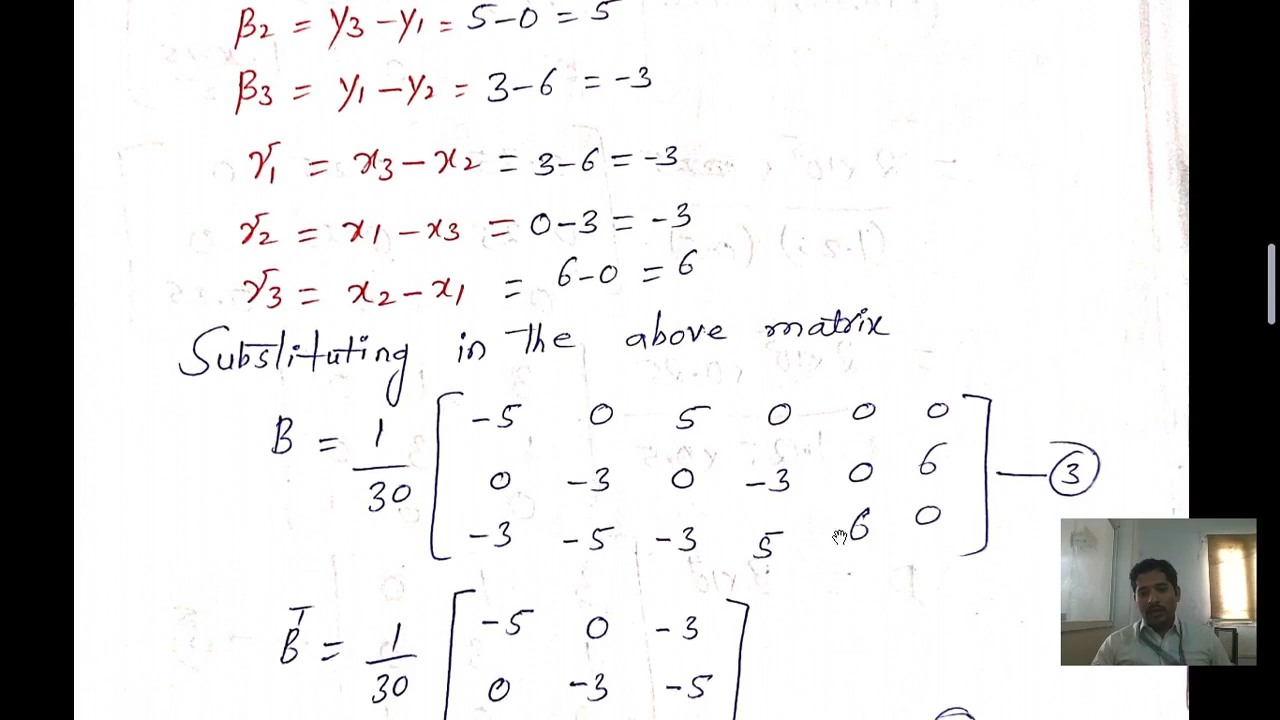 β2 = y3 - y1 = 5-0 = 5
β3 = y1 - y2 = 3-6 = -3
γ1 = x3 - x2 = 3-6 = -3
γ2 = x1 - x3 = 0-3 = -3
γ3 = x2 - x1 = 6-0 = 6
Substituting in the above matrix
B = 1/30 [ -5 0 5 0 0 0
0 -3 0 -3 0 6
-3 -5 -3 5 6 0 ] — 3
B^T = 1/30 [ -5 0 -3
0 -3 -5